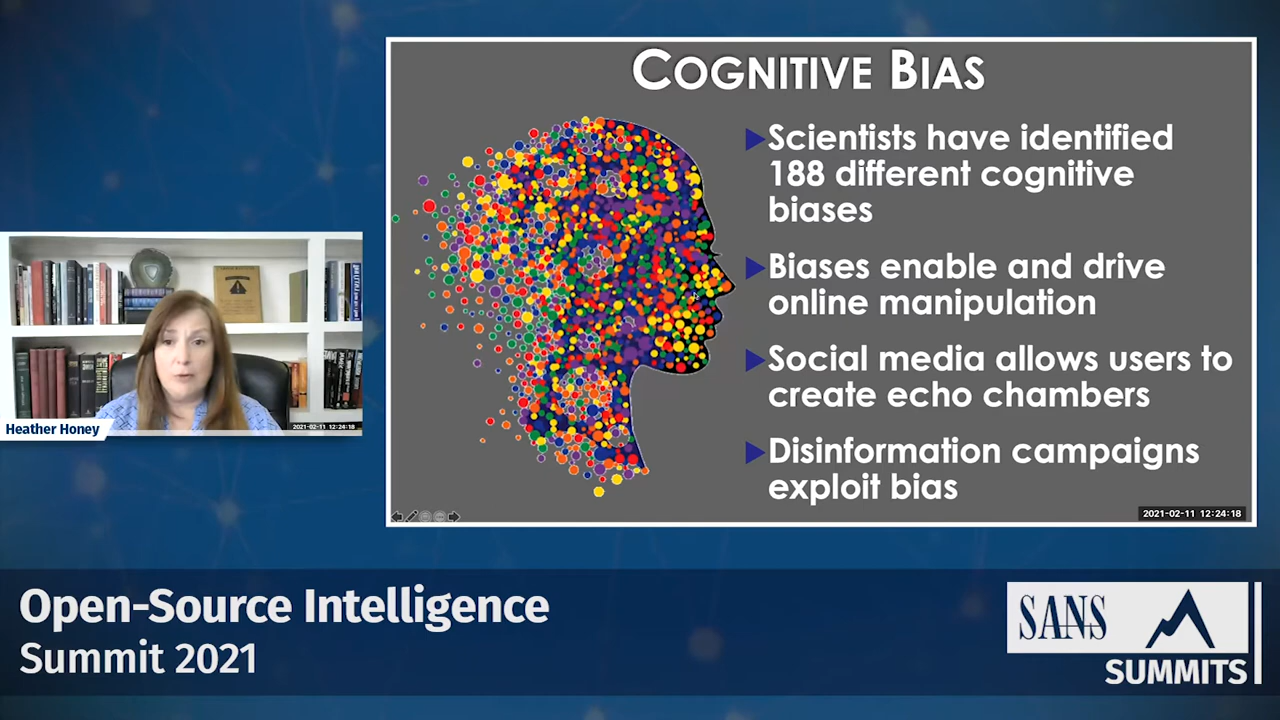 COGNITIVE BIAS
Scientists have identified
188 different cognitive
biases
Biases enable and drive
online manipulation
Social media allows users to
create echo chambers
Disinformation campaigns
exploit bias
2021-02-11 12:24:18
Heather Honey
2021-02-11 12:24:18
Open-Source Intelligence
Summit 2021
SANS
SUMMITS